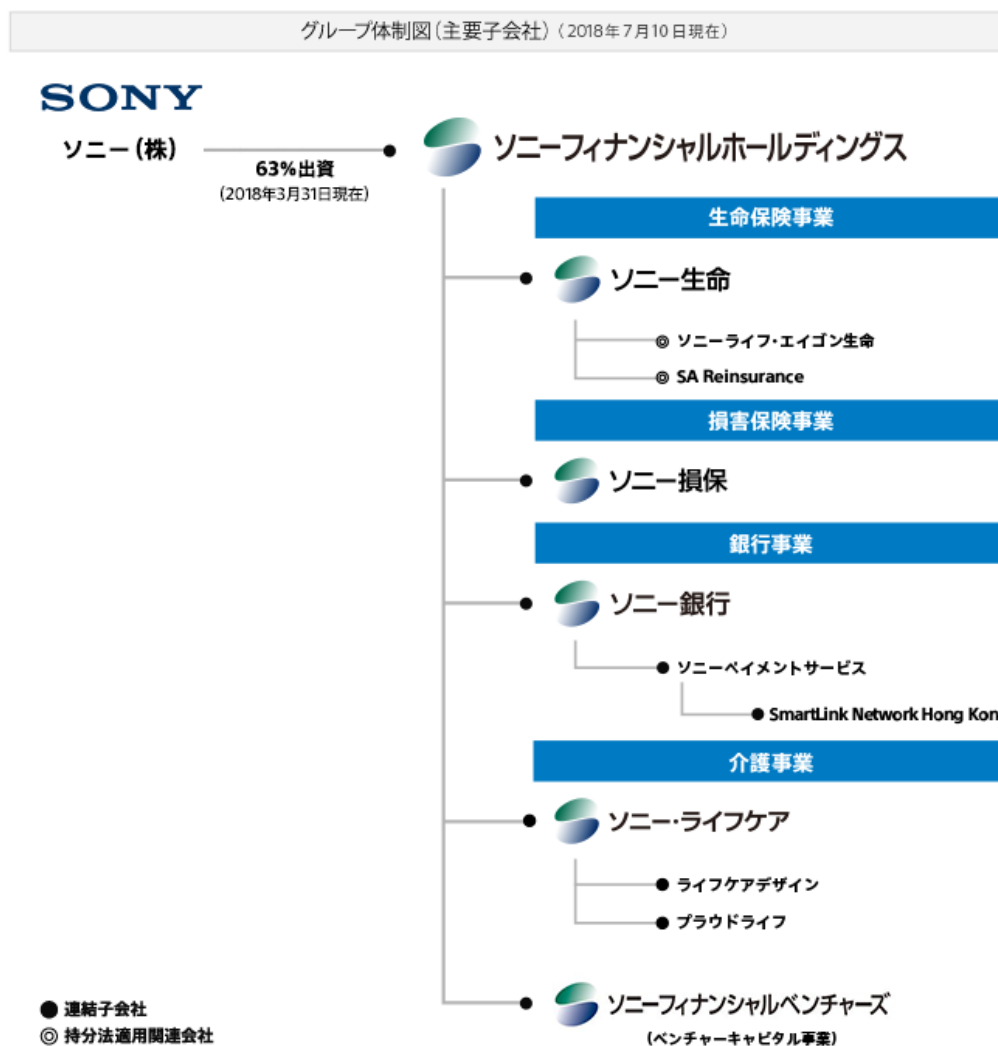 グループ体制図（主要子会社）（2018年7月10日現在）
SONY
ソニー（株）
63%出資
（2018年3月31日現在）
ソニーフィナンシャルホールディングス
生命保険事業
ソニー生命
◎ ソニーライフ・エイゴン生命
◎ SA Reinsurance
損害保険事業
ソニー損保
銀行事業
ソニー銀行
● ソニーペイメントサービス
● SmartLink Network Hong Kon
介護事業
ソニー・ライフケア
● ライフケアデザイン
● プラウドライフ
ソニーフィナンシャルベンチャーズ
（ベンチャーキャピタル事業）
● 連結子会社
◎ 持分法適用関連会社